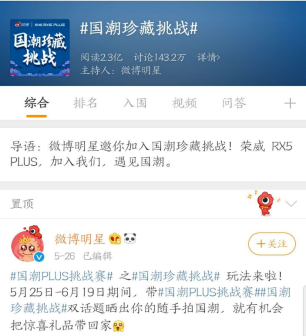 国潮珍藏
挑战
#国潮珍藏挑战#
阅读2.3亿 讨论143.2万 详情>
主持人：微博明星
综合 排名 入围 视频 问答
导语：微博明星邀你加入国潮珍藏挑战！荣威 RX5
PLUS，加入我们，遇见国潮。
置顶
微博明星
+关注
5-26 已编辑
#国潮PLUS挑战赛# 之#国潮珍藏挑战# 玩法来啦！
5月25日-6月19日期间，带#国潮PLUS挑战赛##国潮
珍藏挑战#双话题晒出你的随手拍国潮，就有机会
把惊喜礼品带回家